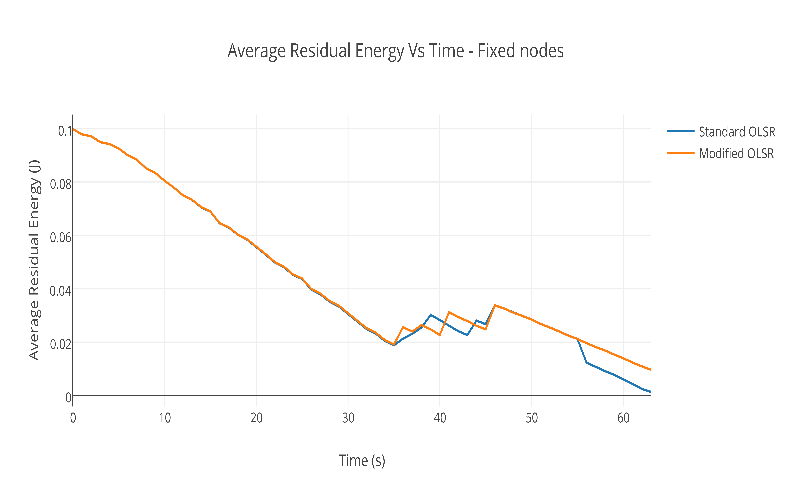 Average Residual Energy Vs Time - Fixed nodes
Standard OLSR
Modified OLSR
Average Residual Energy (J)
0.1
0.08
0.06
0.04
0.02
0
0 10 20 30 40 50 60
Time (s)